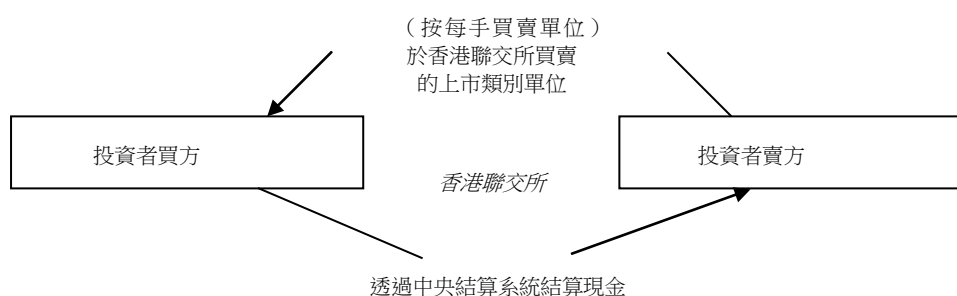 （按每手買賣單位）
於香港聯交所買賣
的上市類別單位
投資者買方
投資者賣方
香港聯交所
透過中央結算系統結算現金